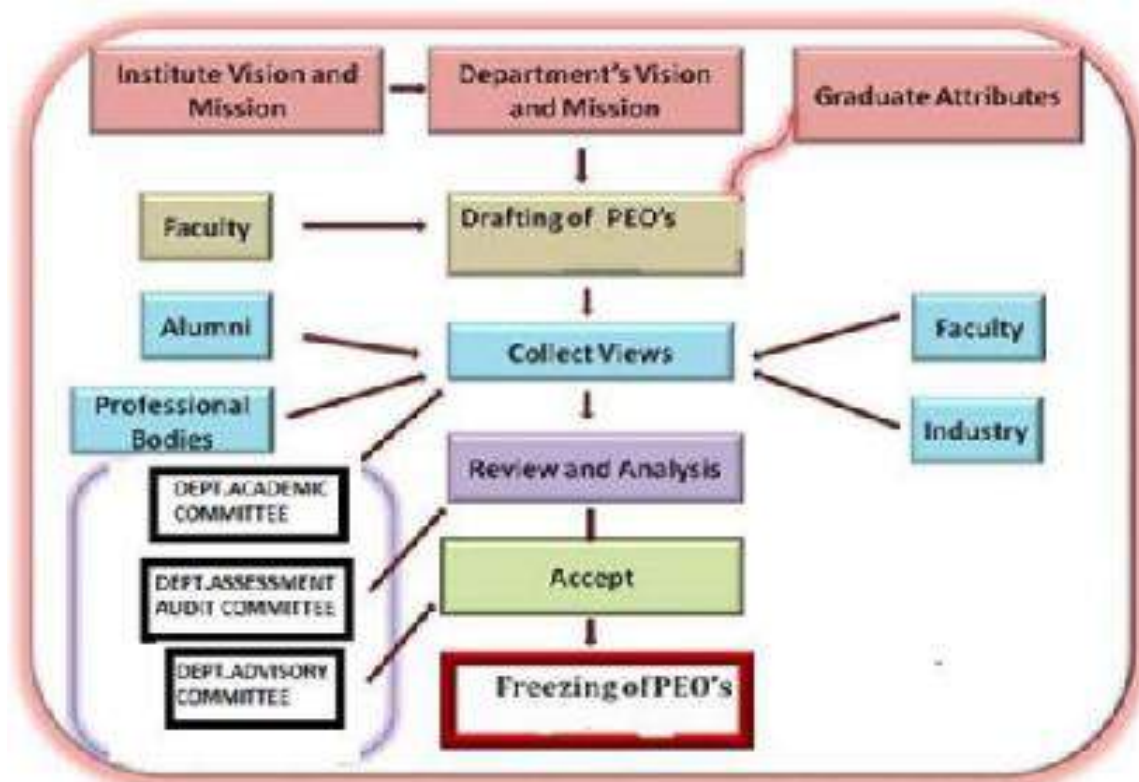 Institute Vision and
Mission
Department's Vision
and Mission
Graduate Attributes
Faculty
Drafting of PEO's
Alumni
Collect Views
Faculty
Professional
Bodies
Industry
Review and Analysis
DEPT.ACADEMIC
COMMITTEE
DEPT.ASSESSMENT
AUDIT COMMITTEE
Accept
DEPT.ADVISORY
COMMITTEE
Freezing of PEO's